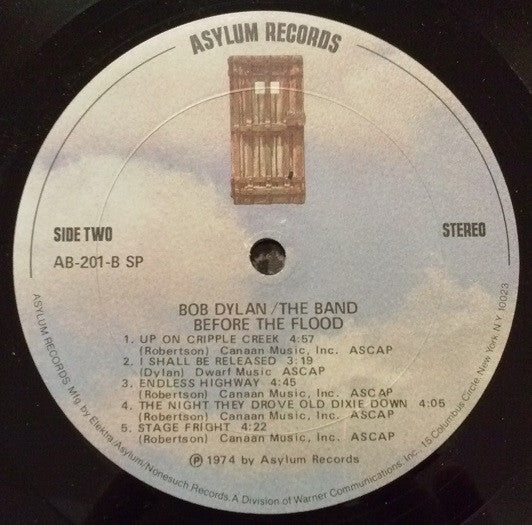 ASYLUM RECORDS
SIDE TWO
STEREO
AB-201-B SP
BOB DYLAN/THE BAND
BEFORE THE FLOOD
1. UP ON CRIPPLE CREEK 4:57
(Robertson) Canaan Music, Inc. ASCAP
2. I SHALL BE RELEASED 3:19
(Dylan) Dwarf Music ASCAP
3. ENDLESS HIGHWAY 4:45
(Robertson) Canaan Music, Inc. ASCAP
4. THE NIGHT THEY DROVE OLD DIXIE DOWN 4:05
(Robertson) Canaan Music, Inc. ASCAP
5. STAGE FRIGHT 4:22
(Robertson) Canaan Music, Inc. ASCAP
℗ 1974 by Asylum Records
ASYLUM RECORDS Mfg. by Elektra/Asylum/Nonesuch Records. A Division of Warner Communications, Inc. 15 Columbus Circle, New York, N.Y. 10023